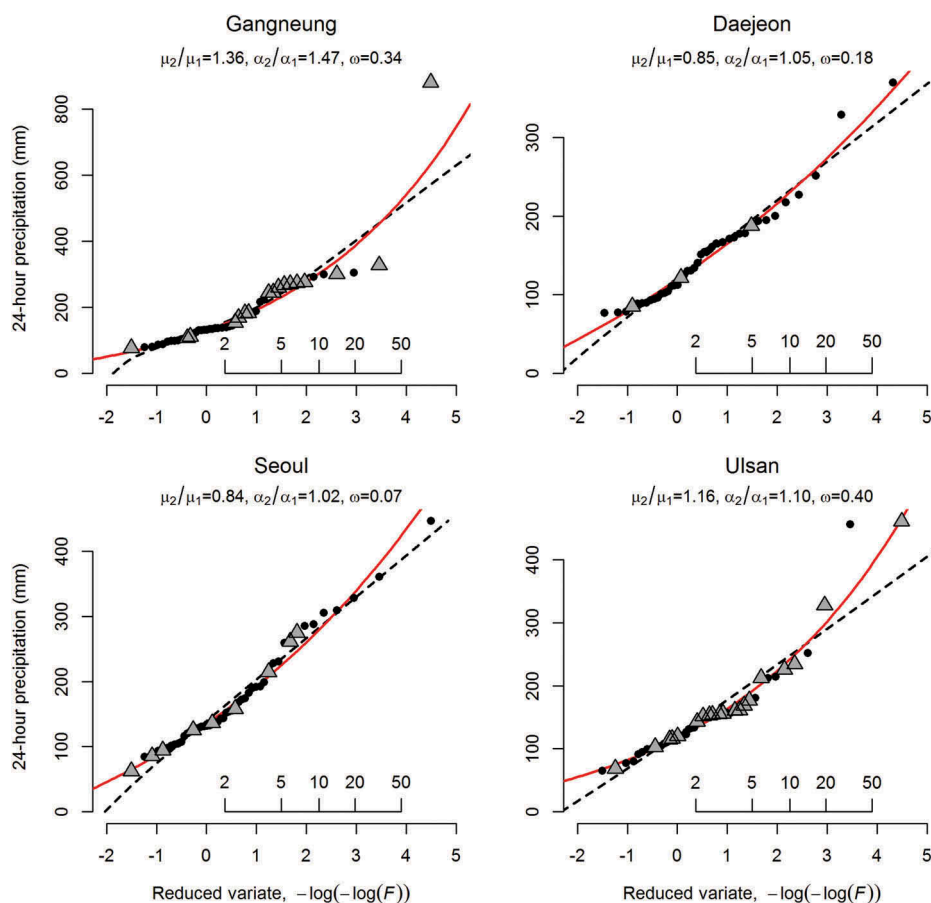 Gangneung
μ2/μ1=1.36, α2/α1=1.47, ω=0.34
24-hour precipitation (mm)
800
600
400
200
0
2 5 10 20 50
-2 -1 0 1 2 3 4 5
Daejeon
μ2/μ1=0.85, α2/α1=1.05, ω=0.18
300
200
100
0
2 5 10 20 50
-2 -1 0 1 2 3 4 5
Seoul
μ2/μ1=0.84, α2/α1=1.02, ω=0.07
24-hour precipitation (mm)
400
300
200
100
0
2 5 10 20 50
-2 -1 0 1 2 3 4 5
Reduced variate, −log(−log(F))
Ulsan
μ2/μ1=1.16, α2/α1=1.10, ω=0.40
400
300
200
100
0
2 5 10 20 50
-2 -1 0 1 2 3 4 5
Reduced variate, −log(−log(F))